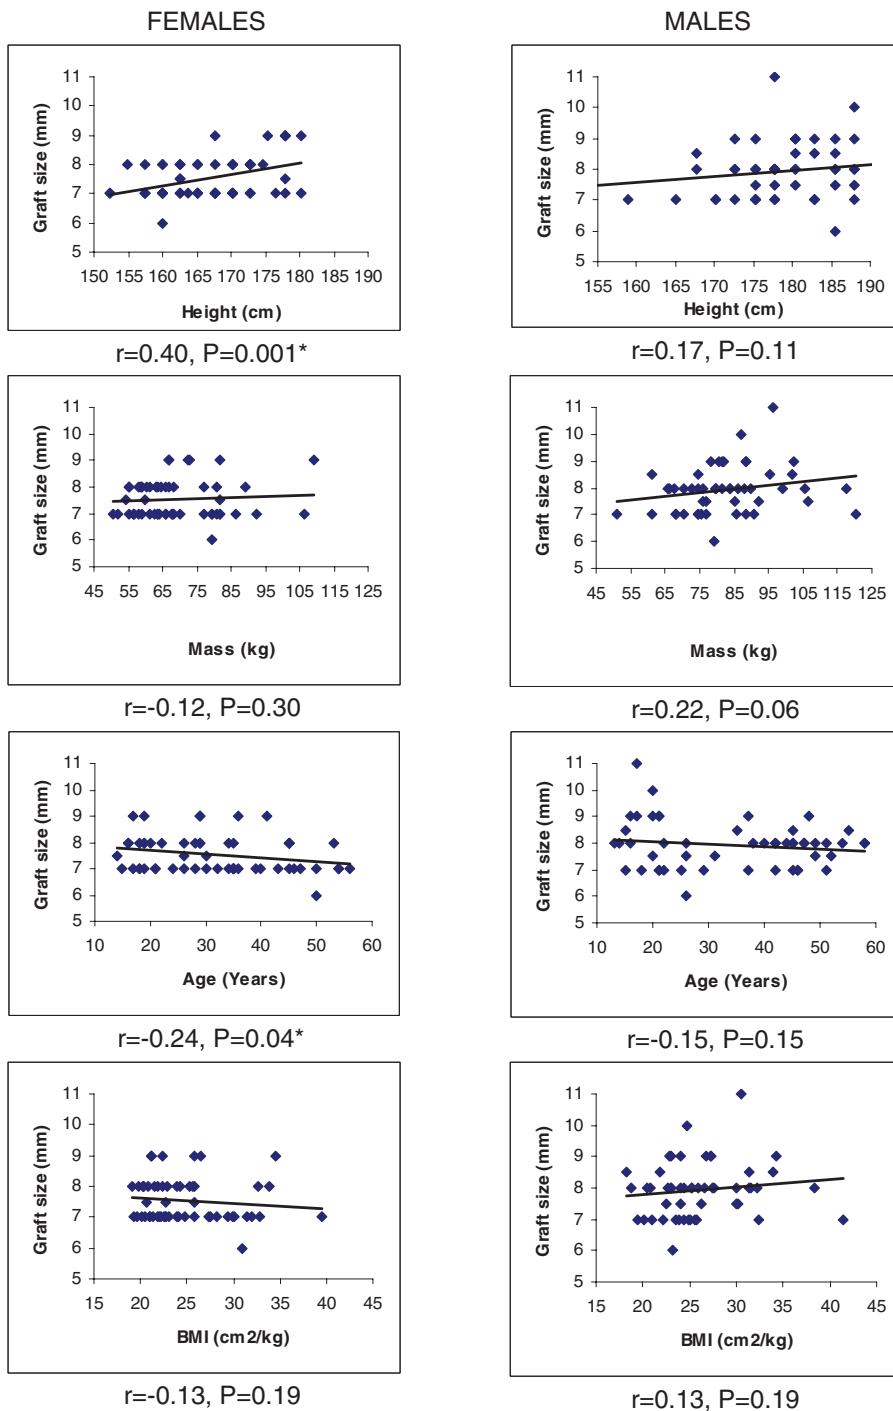 FEMALES
MALES
11
10
9
8
7
6
5
Graft size (mm)
150 155 160 165 170 175 180 185 190
Height (cm)
r=0.40, P=0.001*
11
10
9
8
7
6
5
Graft size (mm)
155 160 165 170 175 180 185 190
Height (cm)
r=0.17, P=0.11
11
10
9
8
7
6
5
Graft size (mm)
45 55 65 75 85 95 105 115 125
Mass (kg)
r=-0.12, P=0.30
11
10
9
8
7
6
5
Graft size (mm)
45 55 65 75 85 95 105 115 125
Mass (kg)
r=0.22, P=0.06
11
10
9
8
7
6
5
Graft size (mm)
10 20 30 40 50 60
Age (Years)
r=-0.24, P=0.04*
11
10
9
8
7
6
5
Graft size (mm)
10 20 30 40 50 60
Age (Years)
r=-0.15, P=0.15
11
10
9
8
7
6
5
Graft size (mm)
15 20 25 30 35 40 45
BMI (cm2/kg)
r=-0.13, P=0.19
11
10
9
8
7
6
5
Graft size (mm)
15 20 25 30 35 40 45
BMI (cm2/kg)
r=0.13, P=0.19